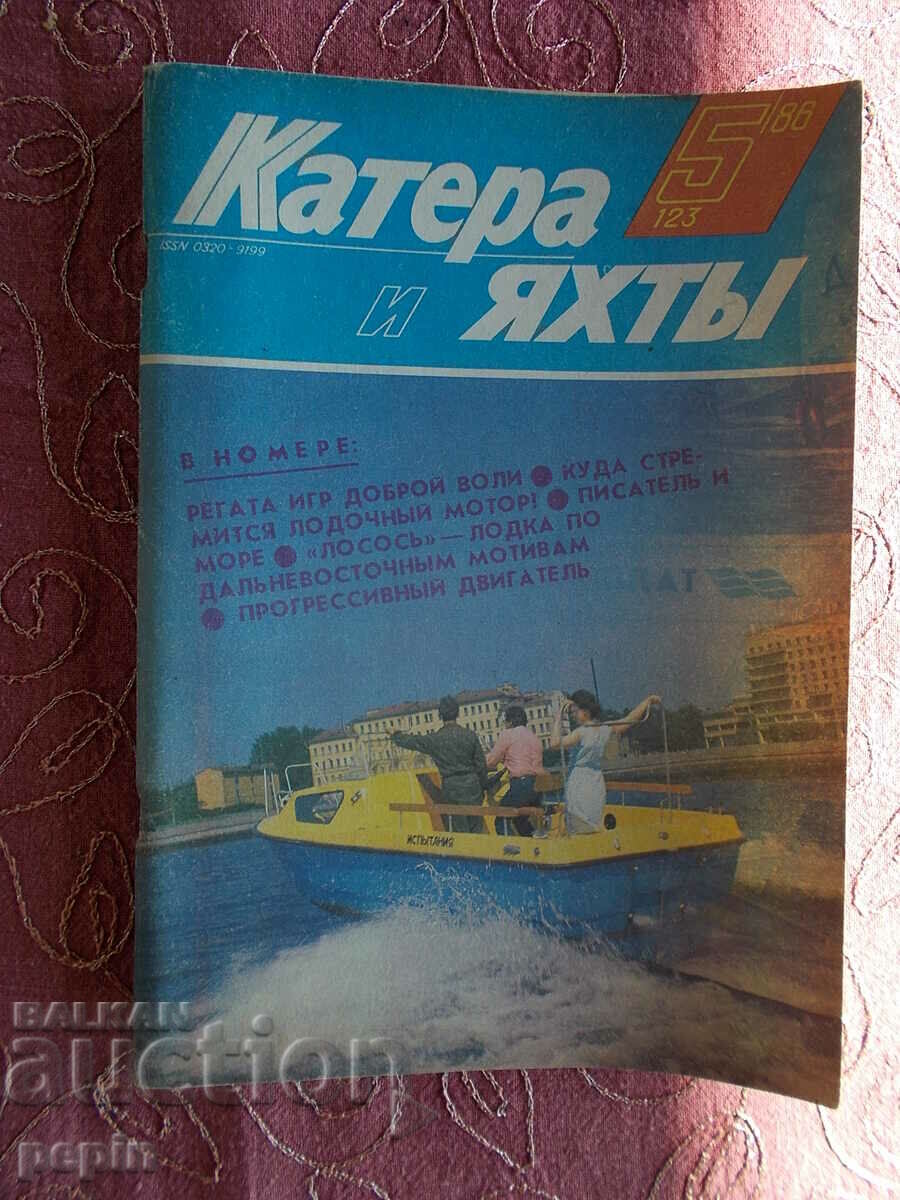 Катера
и яхты
5'86
123
ISSN 0320-9199
В НОМЕРЕ:
РЕГАТА ИГР ДОБРОЙ ВОЛИ ● КУДА СТРЕ-
МИТСЯ ЛОДОЧНЫЙ МОТОР! ● ПИСАТЕЛЬ И
МОРЕ ● «ЛОСОСЬ» — ЛОДКА ПО
ДАЛЬНЕВОСТОЧНЫМ МОТИВАМ
● ПРОГРЕССИВНЫЙ ДВИГАТЕЛЬ
ИСПЫТАНИЯ
BALKAN
auction
pepin